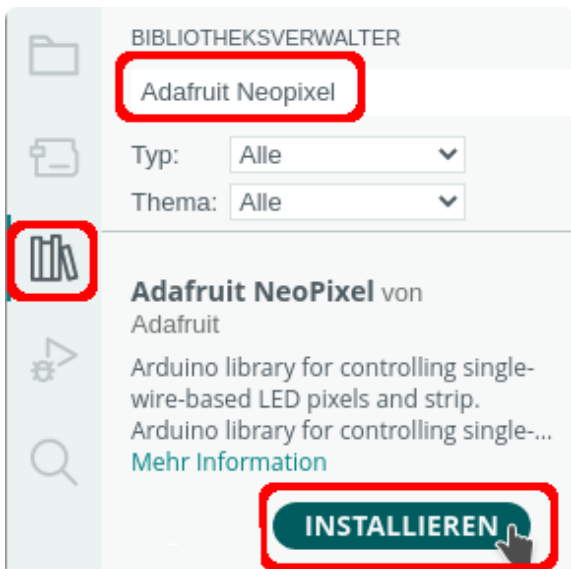 BIBLIOTHEKSVERWALTER
Adafruit Neopixel
Typ: Alle
Thema: Alle
Adafruit NeoPixel von
Adafruit
Arduino library for controlling single-
wire-based LED pixels and strip.
Arduino library for controlling single-...
Mehr Information
INSTALLIEREN